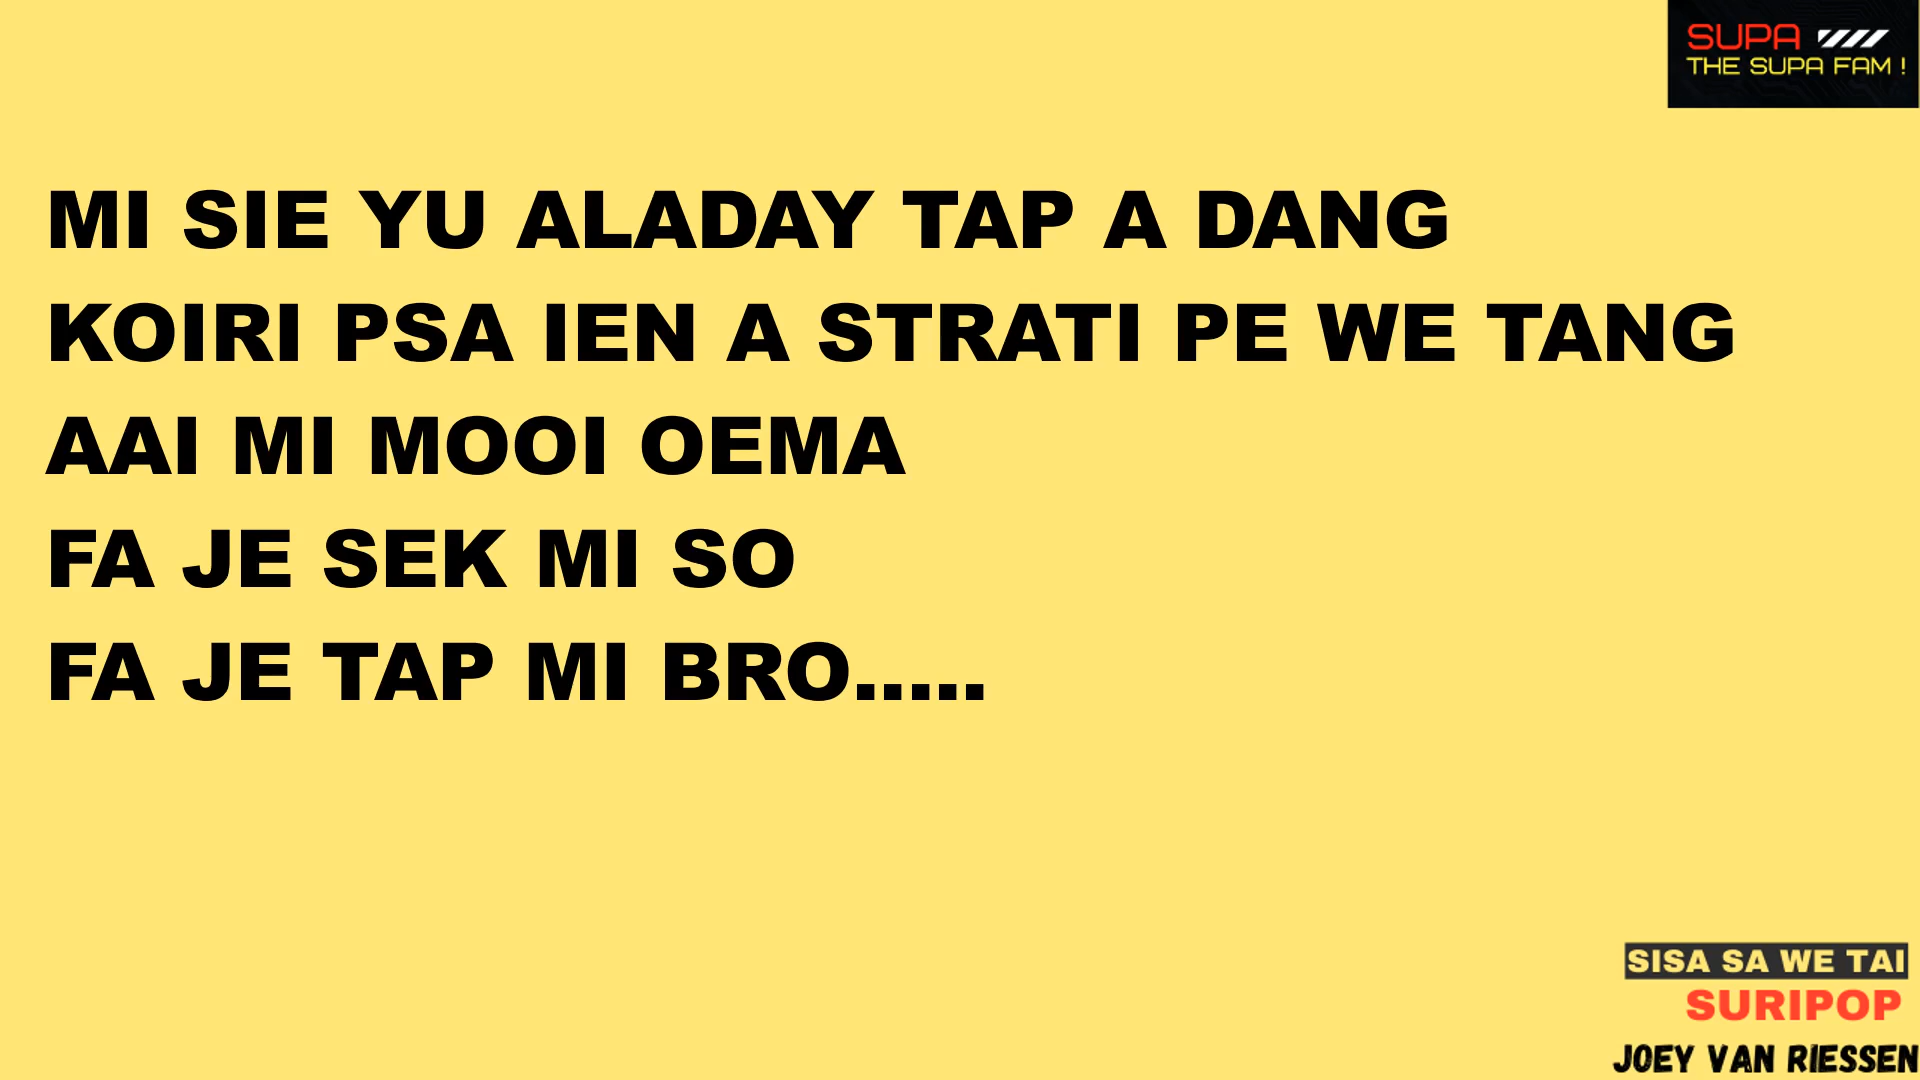 SUPA
THE SUPA FAM !
MI SIE YU ALADAY TAP A DANG
KOIRI PSA IEN A STRATI PE WE TANG
AAI MI MOOI OEMA
FA JE SEK MI SO
FA JE TAP MI BRO.....
SISA SA WE TAI
SURIPOP
JOEY VAN RIESSEN